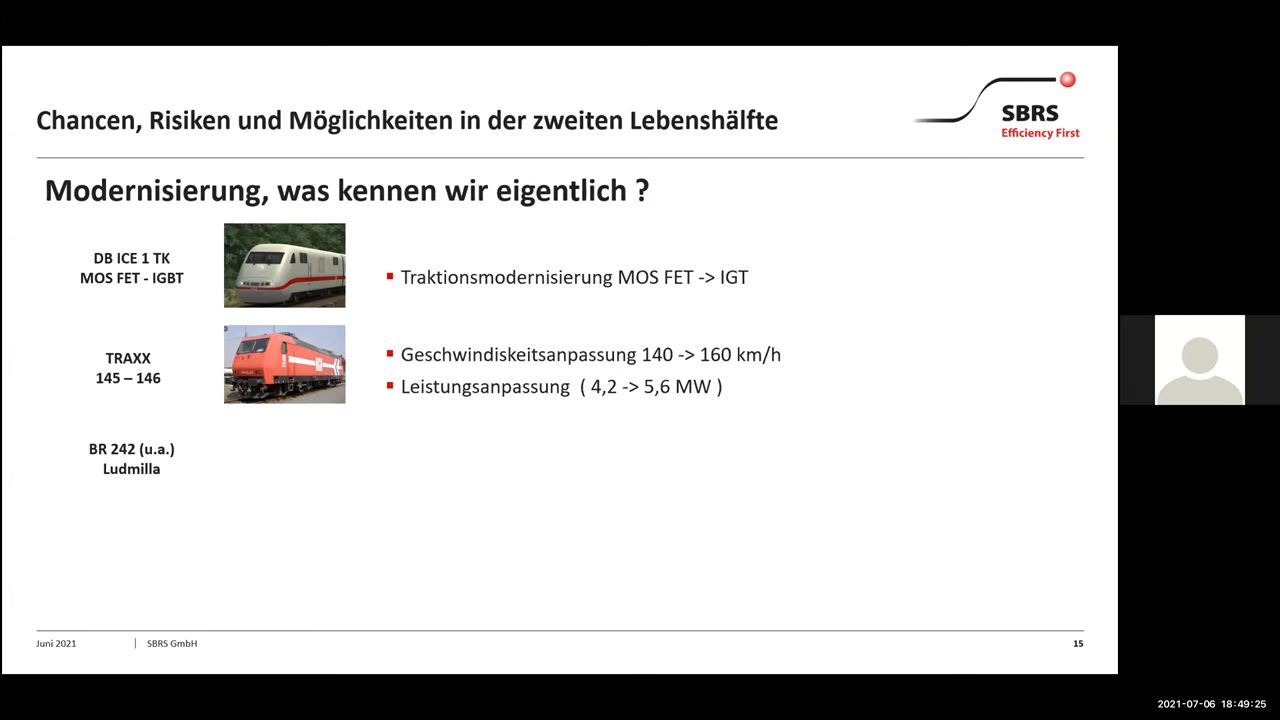 Chancen, Risiken und Möglichkeiten in der zweiten Lebenshälfte
SBRS
Efficiency First
Modernisierung, was kennen wir eigentlich ?
DB ICE 1 TK
MOS FET - IGBT
▪ Traktionsmodernisierung MOS FET -> IGT
TRAXX
145 – 146
▪ Geschwindiskeitsanpassung 140 -> 160 km/h
▪ Leistungsanpassung ( 4,2 -> 5,6 MW )
BR 242 (u.a.)
Ludmilla
Juni 2021 | SBRS GmbH 15
2021-07-06 18:49:25